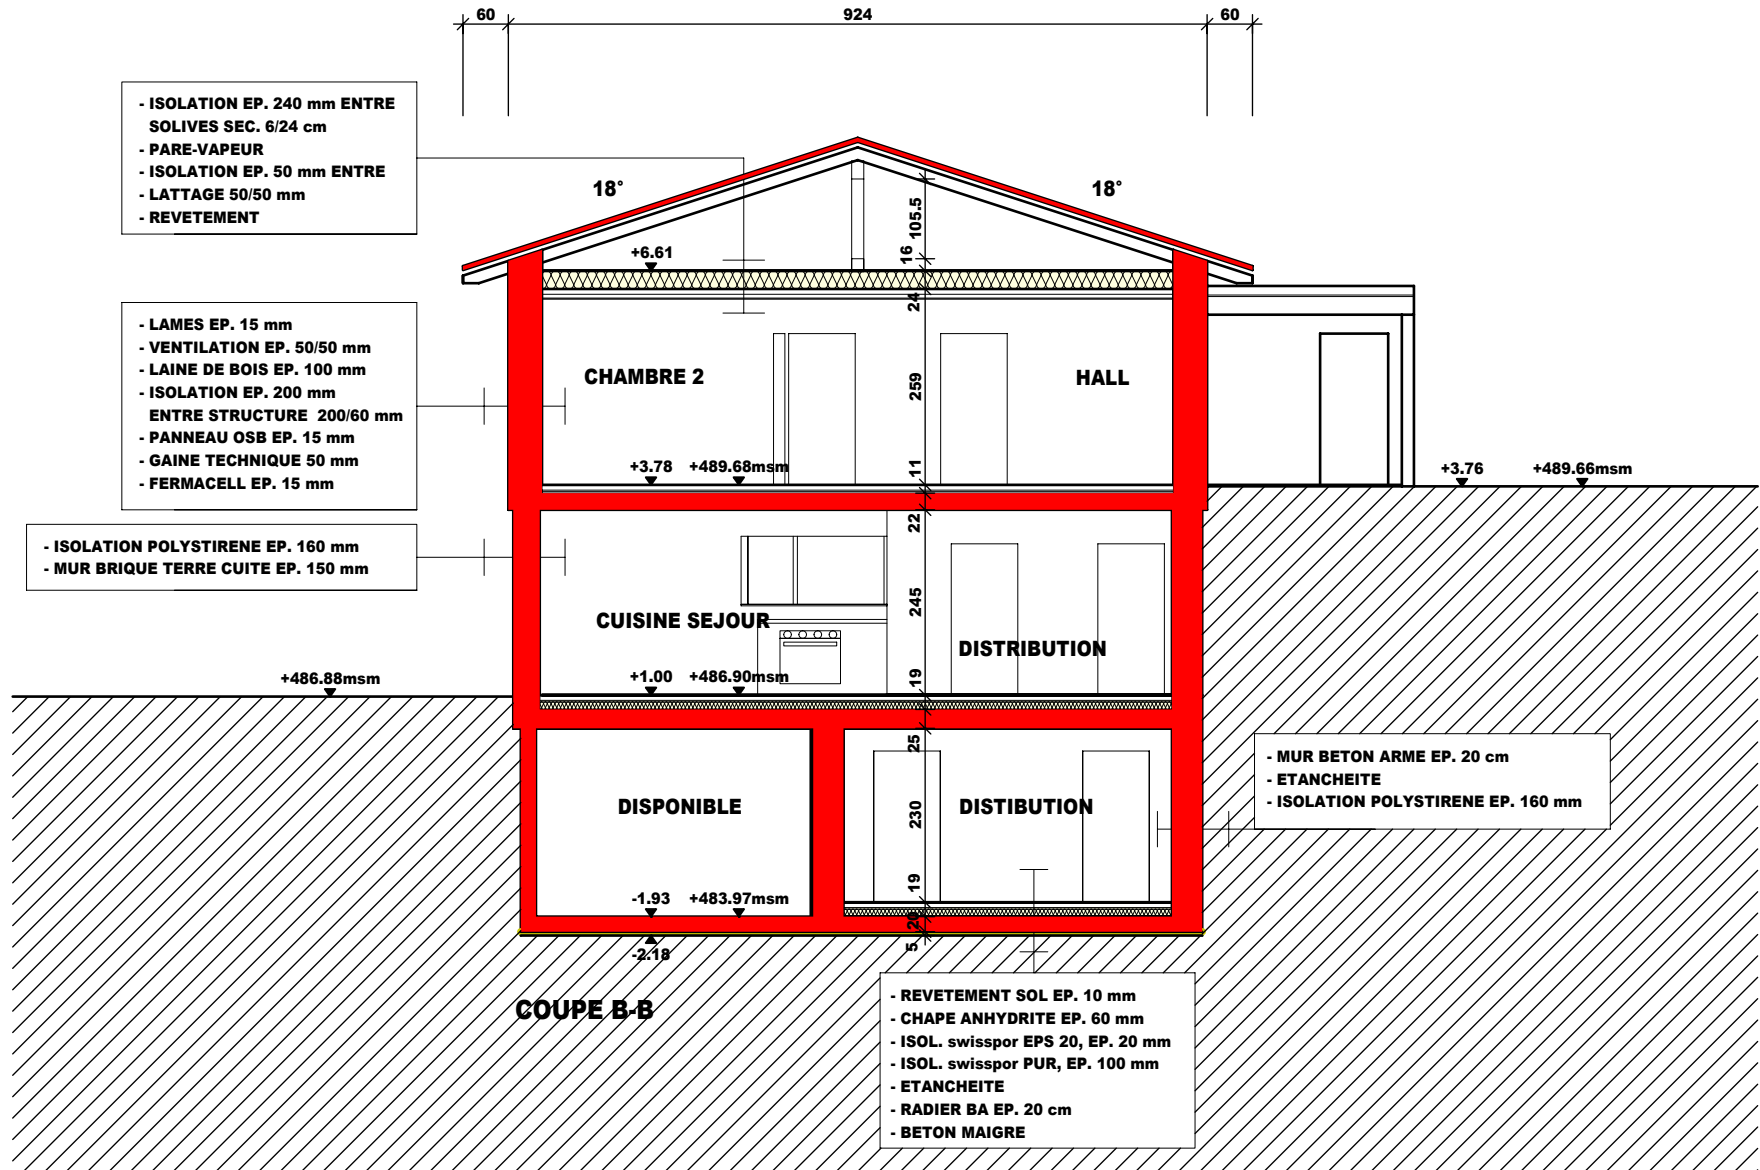 60
924
60
- ISOLATION EP. 240 mm ENTRE
SOLIVES SEC. 6/24 cm
- PARE-VAPEUR
- ISOLATION EP. 50 mm ENTRE
- LATTAGE 50/50 mm
- REVETEMENT
18°
18°
105.5
16
+6.61
24
- LAMES EP. 15 mm
- VENTILATION EP. 50/50 mm
- LAINE DE BOIS EP. 100 mm
- ISOLATION EP. 200 mm
ENTRE STRUCTURE 200/60 mm
- PANNEAU OSB EP. 15 mm
- GAINE TECHNIQUE 50 mm
- FERMACELL EP. 15 mm
CHAMBRE 2
259
HALL
+3.78
+489.68msm
11
+3.76
+489.66msm
22
- ISOLATION POLYSTIRENE EP. 160 mm
- MUR BRIQUE TERRE CUITE EP. 150 mm
245
CUISINE SEJOUR
DISTRIBUTION
+486.88msm
+1.00
+486.90msm
19
25
- MUR BETON ARME EP. 20 cm
- ETANCHEITE
- ISOLATION POLYSTIRENE EP. 160 mm
DISPONIBLE
230
DISTIBUTION
19
-1.93
+483.97msm
20
5
-2.18
COUPE B-B
- REVETEMENT SOL EP. 10 mm
- CHAPE ANHYDRITE EP. 60 mm
- ISOL. swisspor EPS 20, EP. 20 mm
- ISOL. swisspor PUR, EP. 100 mm
- ETANCHEITE
- RADIER BA EP. 20 cm
- BETON MAIGRE